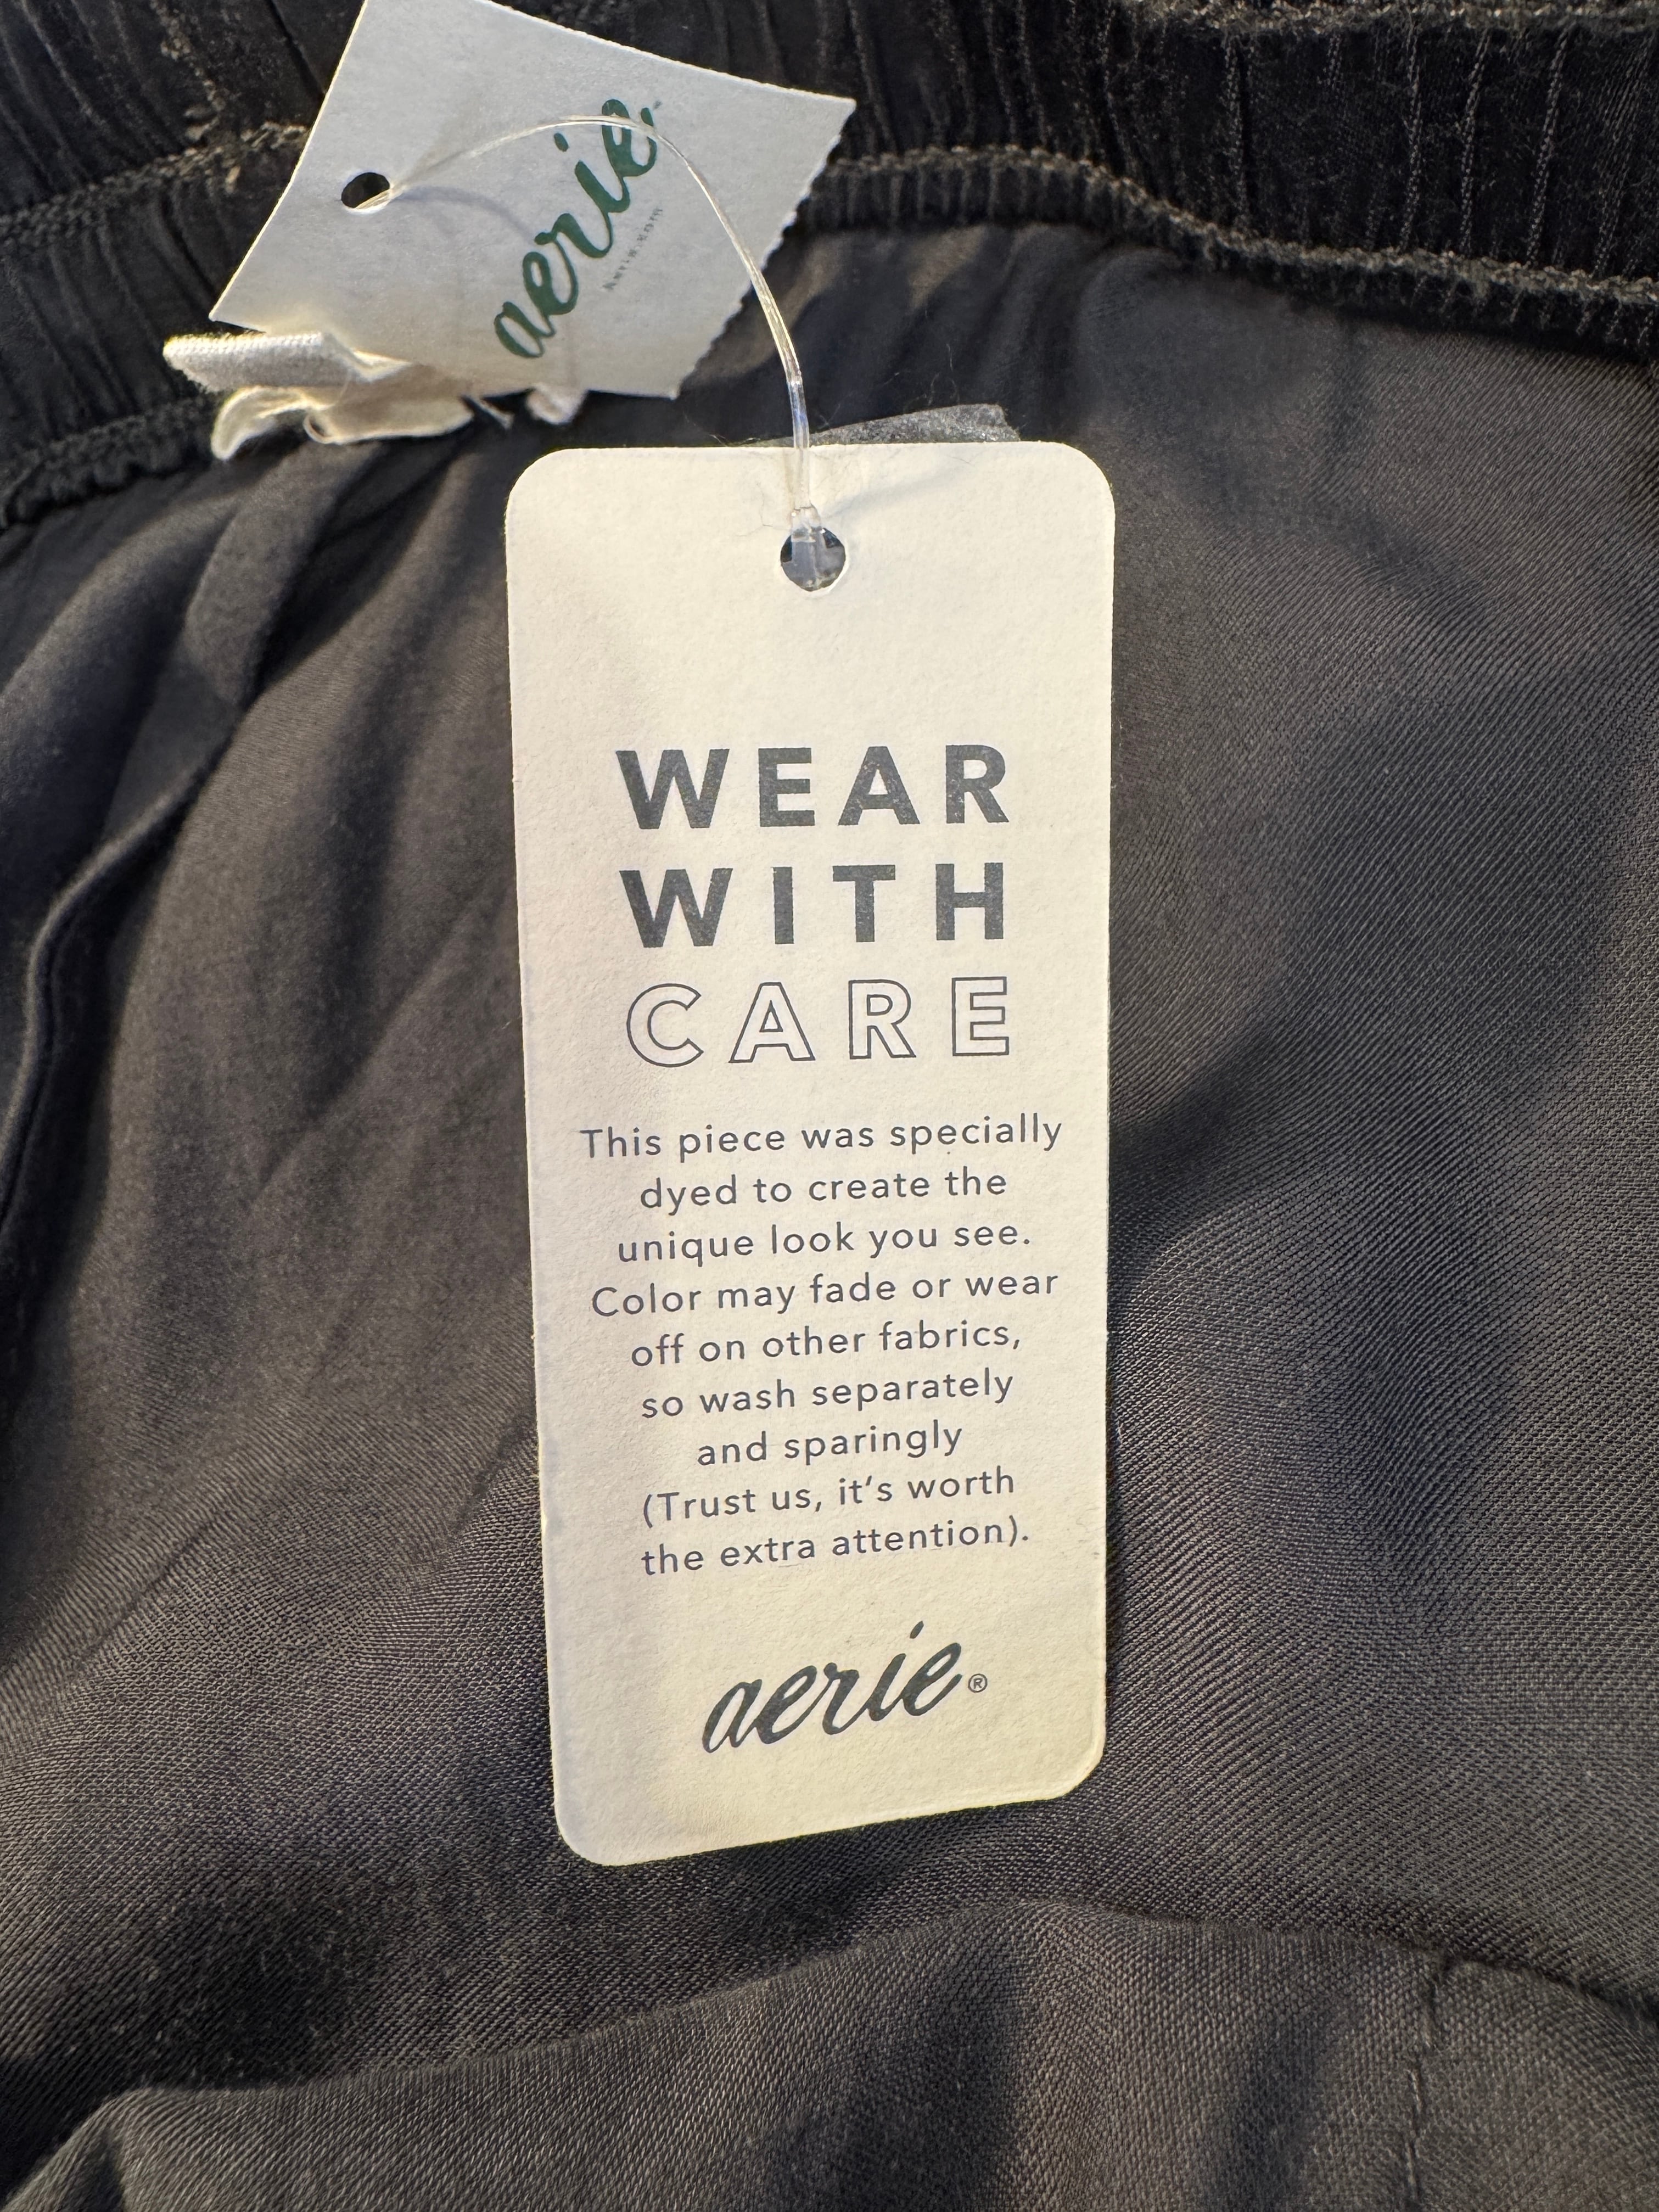 aerie
WEAR
WITH
CARE
This piece was specially
dyed to create the
unique look you see.
Color may fade or wear
off on other fabrics,
so wash separately
and sparingly
(Trust us, it's worth
the extra attention).
aerie®